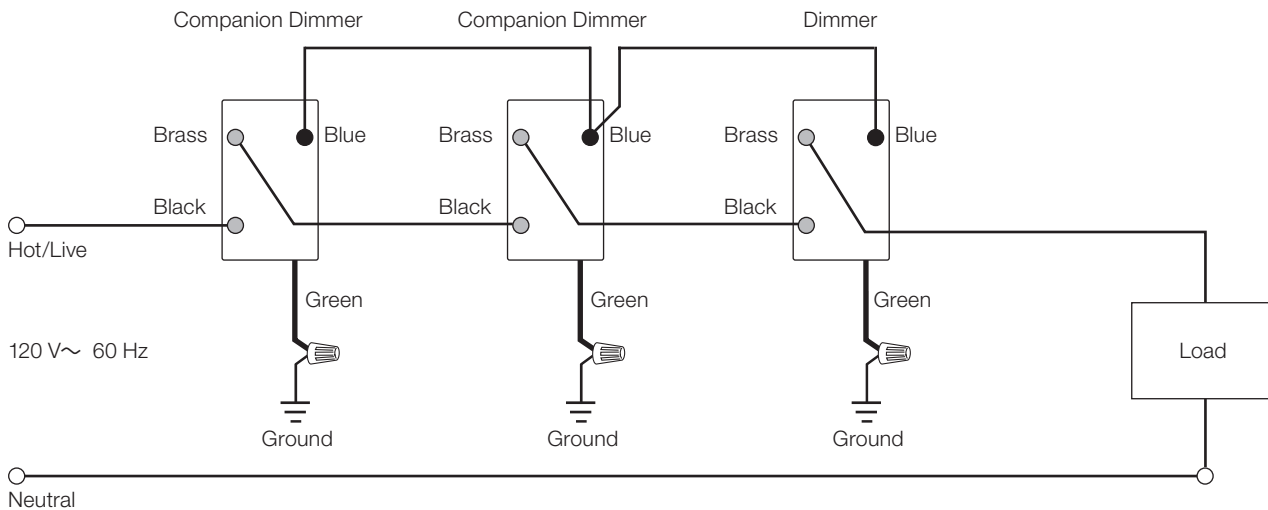 Companion Dimmer
Companion Dimmer
Dimmer
Brass
Blue
Brass
Blue
Brass
Blue
Black
Black
Black
Hot/Live
Green
Green
Green
120 V~ 60 Hz
Load
Ground
Ground
Ground
Neutral